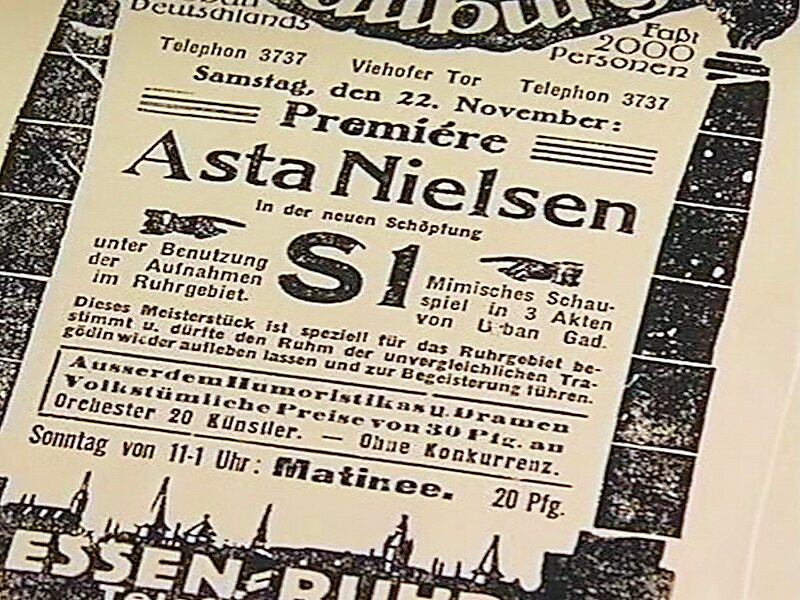 Deutschlands
Faßt
2000
Personen
Telephon 3737 Viehofer Tor Telephon 3737
Samstag, den 22. November:
Premiére
Asta Nielsen
In der neuen Schöpfung
S1
unter Benutzung
der Aufnahmen
im Ruhrgebiet.
Mimisches Schau-
spiel in 3 Akten
von Urban Gad.
Dieses Meisterstück ist speziell für das Ruhrgebiet be-
stimmt u. dürfte den Ruhm der unvergleichlichen Tra-
gödin wieder aufleben lassen und zur Begeisterung führen.
Ausserdem Humoristikas u. Dramen
Volkstümliche Preise von 30 Pfg. an
Orchester 20 Künstler. — Ohne Konkurrenz.
Sonntag von 11-1 Uhr: Matinee. 20 Pfg.
ESSEN-RUHR